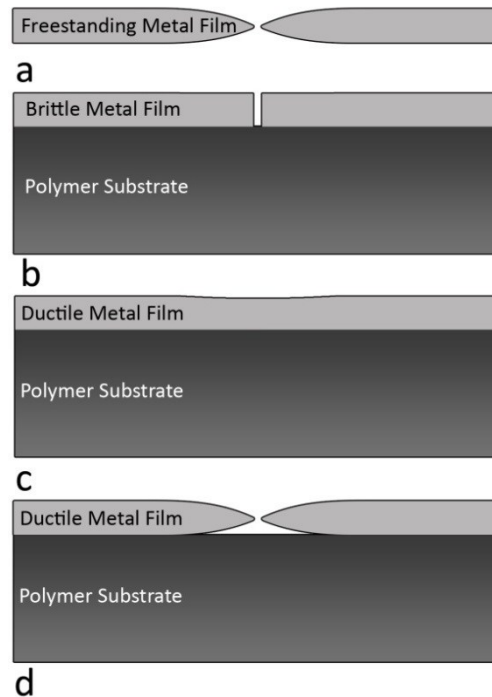 Freestanding Metal Film
a
Brittle Metal Film
Polymer Substrate
b
Ductile Metal Film
Polymer Substrate
c
Ductile Metal Film
Polymer Substrate
d